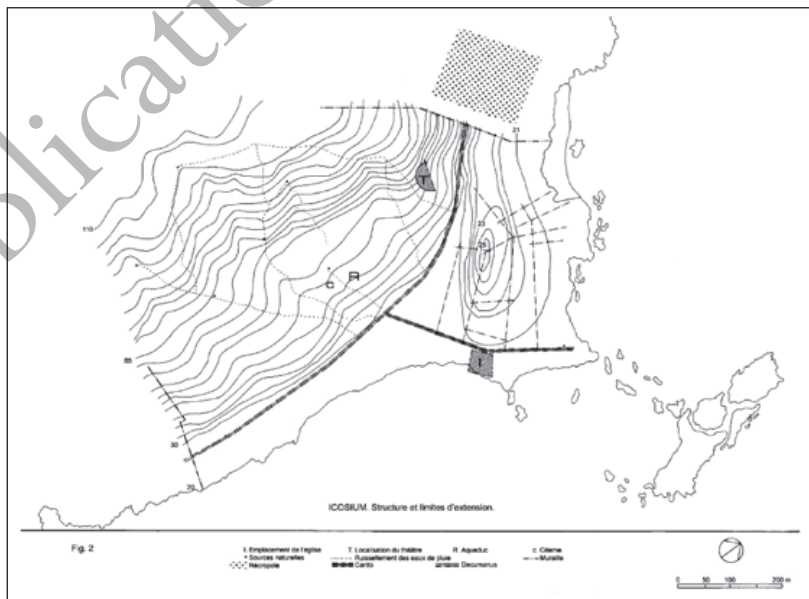 Publication
21
110
23
25
T
R
C
85
I
30
20
ICOSIUM. Structure et limites d'extension.
Fig. 2
I. Emplacement de l'église T. Localisation du théâtre R. Aqueduc c. Citerne
* Sources naturelles Ruissellement des eaux de pluie Muraille
Nécropole Cardo Decumanus
0 50 100 200 m